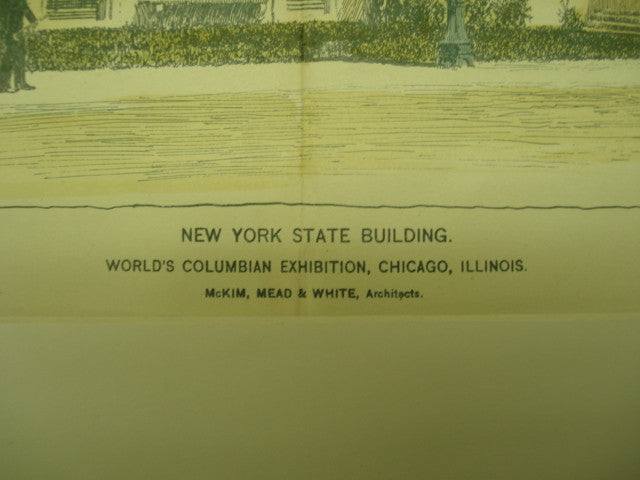 NEW YORK STATE BUILDING.
WORLD'S COLUMBIAN EXHIBITION, CHICAGO, ILLINOIS.
McKIM, MEAD & WHITE, Architects.